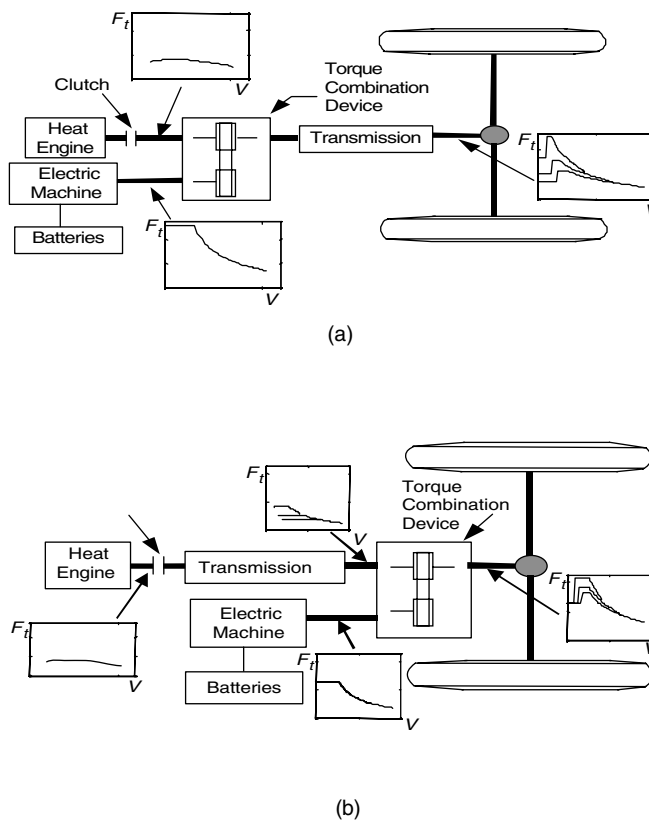 F_t
V
Clutch
Torque
Combination
Device
Heat
Engine
Transmission
F_t
Electric
Machine
F_t
Batteries
V
(a)
F_t
Torque
Combination
Device
V
Heat
Engine
Transmission
F_t
Electric
Machine
F_t
V
F_t
Batteries
V
(b)